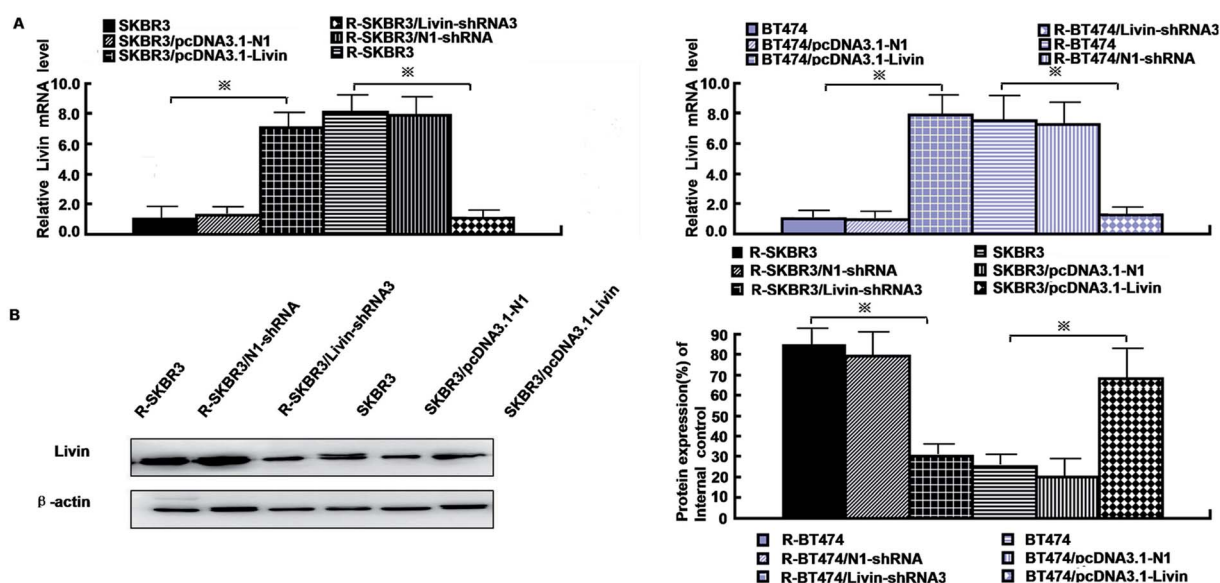 A
SKBR3
SKBR3/pcDNA3.1-N1
SKBR3/pcDNA3.1-Livin
R-SKBR3/Livin-shRNA3
R-SKBR3/N1-shRNA
R-SKBR3
Relative Livin mRNA level
10.0
8.0
6.0
4.0
2.0
0.0
※
※
BT474
BT474/pcDNA3.1-N1
BT474/pcDNA3.1-Livin
R-BT474/Livin-shRNA3
R-BT474
R-BT474/N1-shRNA
Relative Livin mRNA level
10.0
8.0
6.0
4.0
2.0
0.0
※
※
B
R-SKBR3
R-SKBR3/N1-shRNA
R-SKBR3/Livin-shRNA3
SKBR3
SKBR3/pcDNA3.1-N1
SKBR3/pcDNA3.1-Livin
Livin
β-actin
R-SKBR3
R-SKBR3/N1-shRNA
R-SKBR3/Livin-shRNA3
SKBR3
SKBR3/pcDNA3.1-N1
SKBR3/pcDNA3.1-Livin
Protein expression(%) of
Internal control
90
80
70
60
50
40
30
20
10
0
※
※
R-BT474
R-BT474/N1-shRNA
R-BT474/Livin-shRNA3
BT474
BT474/pcDNA3.1-N1
BT474/pcDNA3.1-Livin